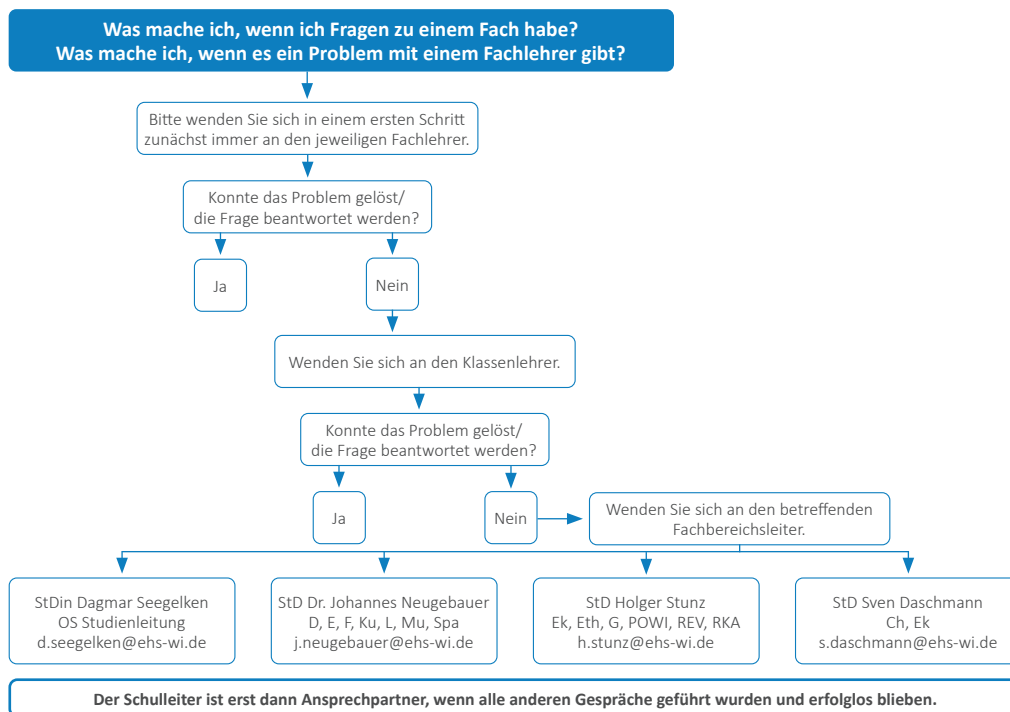 Was mache ich, wenn ich Fragen zu einem Fach habe?
Was mache ich, wenn es ein Problem mit einem Fachlehrer gibt?
Bitte wenden Sie sich in einem ersten Schritt
zunächst immer an den jeweiligen Fachlehrer.
Konnte das Problem gelöst/
die Frage beantwortet werden?
Ja
Nein
Wenden Sie sich an den Klassenlehrer.
Konnte das Problem gelöst/
die Frage beantwortet werden?
Ja
Nein
Wenden Sie sich an den betreffenden
Fachbereichsleiter.
StDin Dagmar Seegelken
OS Studienleitung
d.seegelken@ehs-wi.de
StD Dr. Johannes Neugebauer
D, E, F, Ku, L, Mu, Spa
j.neugebauer@ehs-wi.de
StD Holger Stunz
Ek, Eth, G, POWI, REV, RKA
h.stunz@ehs-wi.de
StD Sven Daschmann
Ch, Ek
s.daschmann@ehs-wi.de
Der Schulleiter ist erst dann Ansprechpartner, wenn alle anderen Gespräche geführt wurden und erfolglos blieben.